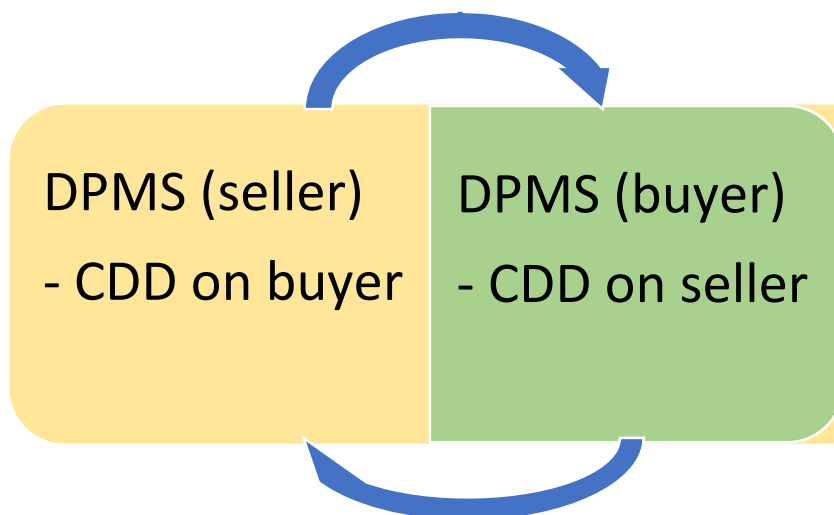 DPMS (seller)
- CDD on buyer
DPMS (buyer)
- CDD on seller